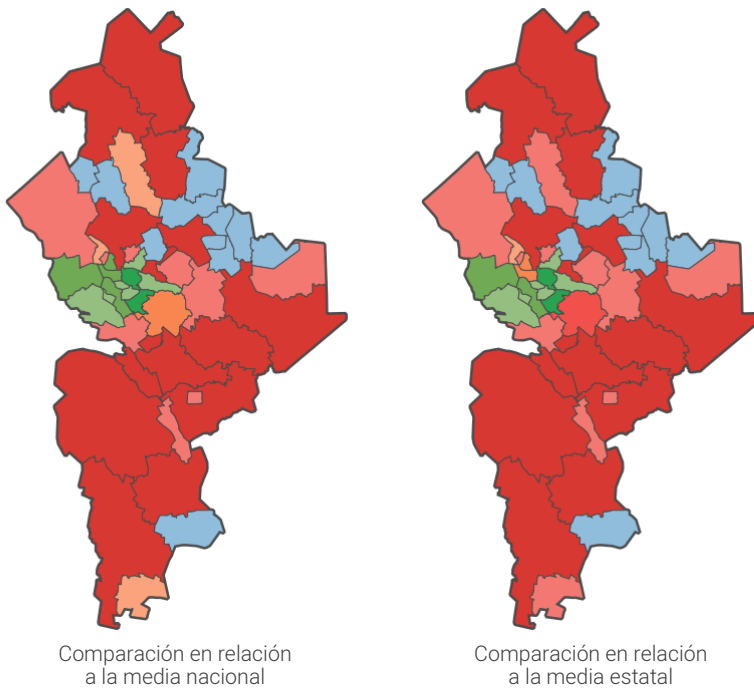 Comparación en relación
a la media nacional
Comparación en relación
a la media estatal